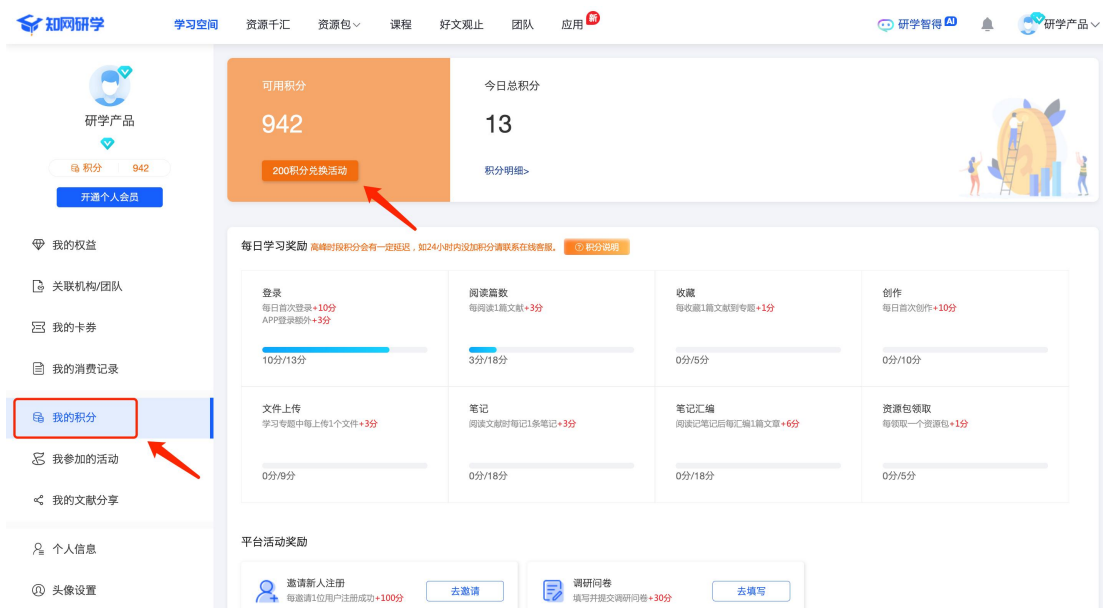 知网研学
学习空间 资源千汇 资源包 课程 好文观止 团队 应用 新 研学智得 AI 研学产品
研学产品
积分 942
开通个人会员
我的权益
关联机构/团队
我的卡券
我的消费记录
我的积分
我参加的活动
我的文献分享
个人信息
头像设置
可用积分
942
200积分兑换活动
今日总积分
13
积分明细>
每日学习奖励 高峰时段积分会有一定延迟，如24小时内没加积分请联系在线客服。 积分说明
登录
每日首次登录+10分
APP登录额外+3分
10分/13分
阅读篇数
每阅读1篇文献+3分
3分/18分
收藏
每收藏1篇文献到专题+1分
0分/5分
创作
每日首次创作+10分
0分/10分
文件上传
学习专题中每上传1个文件+3分
0分/9分
笔记
阅读文献时每记1条笔记+3分
0分/18分
笔记汇编
阅读记笔记后每汇编1篇文章+6分
0分/18分
资源包领取
每领取一个资源包+1分
0分/5分
平台活动奖励
邀请新人注册
每邀请1位用户注册成功+100分
去邀请
调研问卷
填写并提交调研问卷+30分
去填写